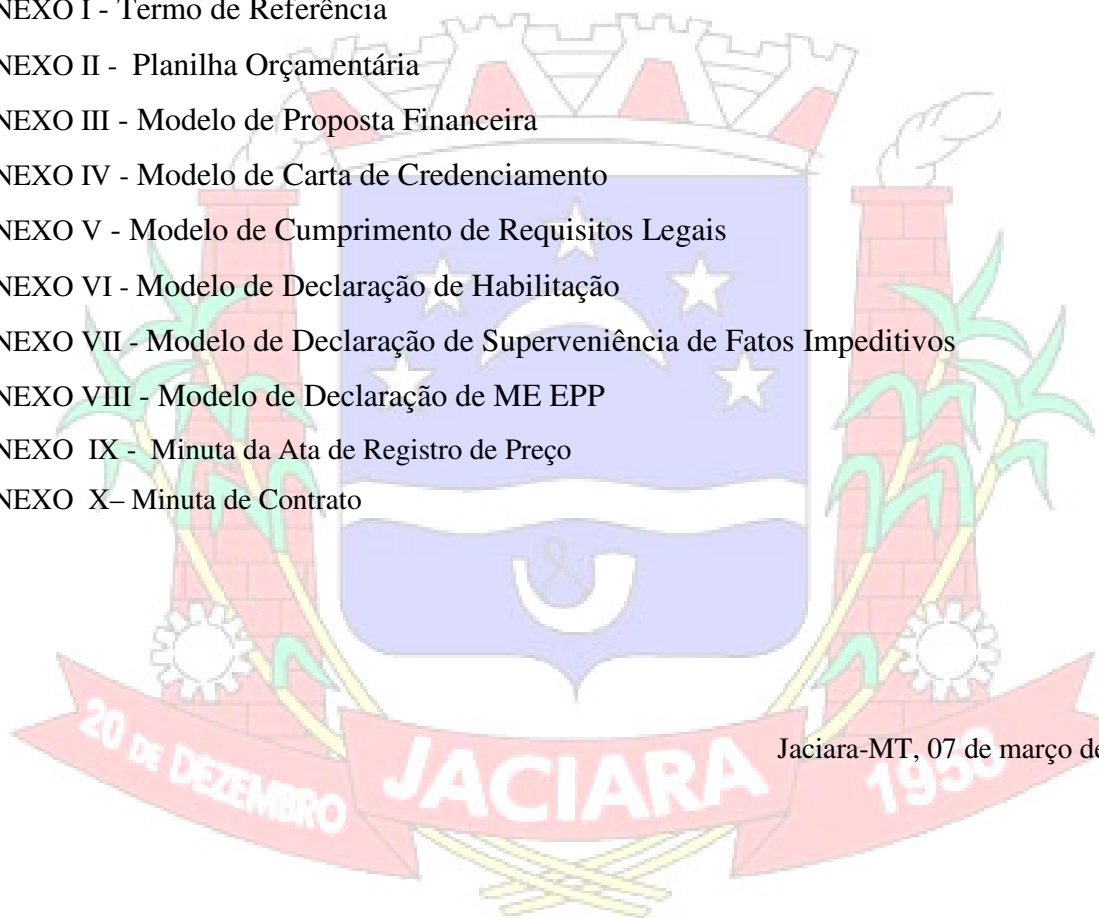 NEXO I - Termo de Referência
NEXO II - Planilha Orçamentária
NEXO III - Modelo de Proposta Financeira
NEXO IV - Modelo de Carta de Credenciamento
NEXO V - Modelo de Cumprimento de Requisitos Legais
NEXO VI - Modelo de Declaração de Habilitação
NEXO VII - Modelo de Declaração de Superveniência de Fatos Impeditivos
NEXO VIII - Modelo de Declaração de ME EPP
NEXO IX - Minuta da Ata de Registro de Preço
NEXO X– Minuta de Contrato
Jaciara-MT, 07 de março de
20 DE DEZEMBRO
JACIARA